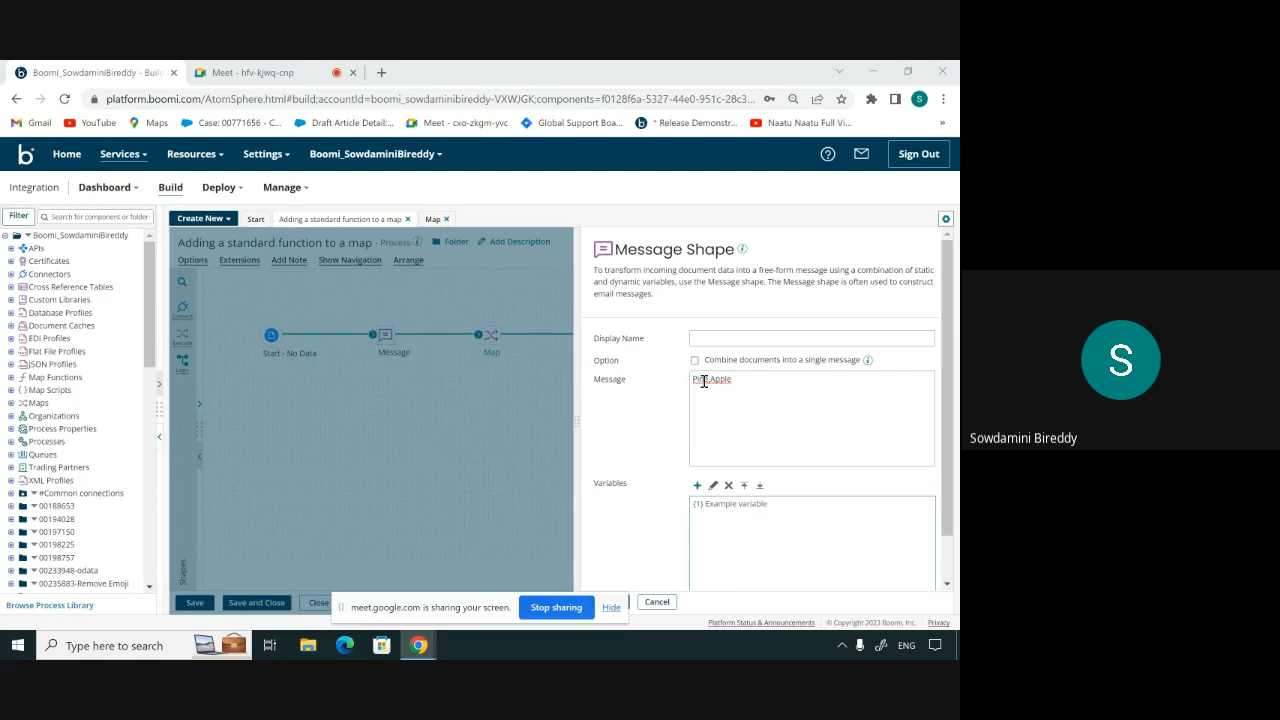 Boomi_SowdaminiBireddy - Buil
Meet - hfv-kjwq-cnp
platform.boomi.com/AtomSphere.html#build;accountId=boomi_sowdaminibireddy-VXWJGK;components=f0128f6a-5327-44e0-951c-28c3...
Gmail
YouTube
Maps
Case: 00771656 - C...
Draft Article Detail:...
Meet - cxo-zkgm-yvc
Global Support Boa...
* Release Demonstr...
Naatu Naatu Full Vi...
»
b
Home
Services
Resources
Settings
Boomi_SowdaminiBireddy
Sign Out
Integration
Dashboard
Build
Deploy
Manage
Filter
Search for component or folder
Create New
Start
Adding a standard function to a map
Map
Boomi_SowdaminiBireddy
APIs
Certificates
Connectors
Cross Reference Tables
Custom Libraries
Database Profiles
Document Caches
EDI Profiles
Flat File Profiles
JSON Profiles
Map Functions
Map Scripts
Maps
Organizations
Process Properties
Processes
Queues
Trading Partners
XML Profiles
#Common connections
00188653
00194028
00197150
00198225
00198757
00233948-odata
00235883-Remove Emoji
Browse Process Library
Adding a standard function to a map - Process
Folder
Add Description
Options
Extensions
Add Note
Show Navigation
Arrange
Connect
Execute
Logic
Shapes
Start - No Data
Message
Map
Save
Save and Close
Close
Message Shape
To transform incoming document data into a free-form message using a combination of static
and dynamic variables, use the Message shape. The Message shape is often used to construct
email messages.
Display Name
Option
Combine documents into a single message
Message
Variables
{1} Example variable
Cancel
meet.google.com is sharing your screen.
Stop sharing
Hide
Platform Status & Announcements
© Copyright 2023 Boomi, Inc.
Privacy
Type here to search
ENG
S
Sowdamini Bireddy